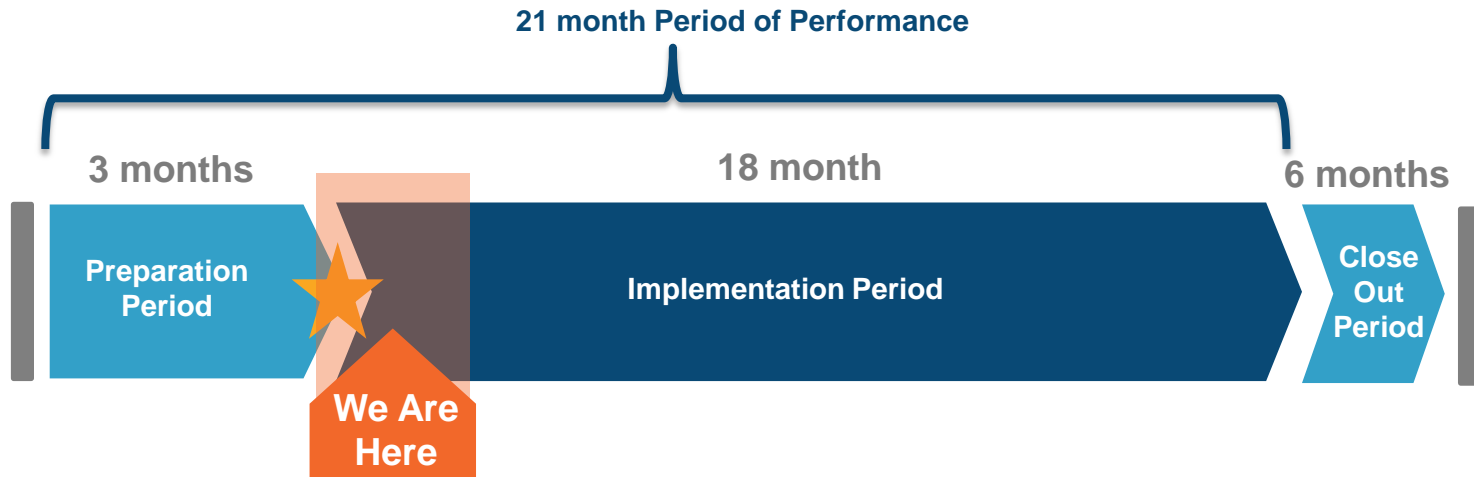 21 month Period of Performance
3 months
18 month
6 months
Preparation
Period
Implementation Period
Close
Out
Period
We Are
Here